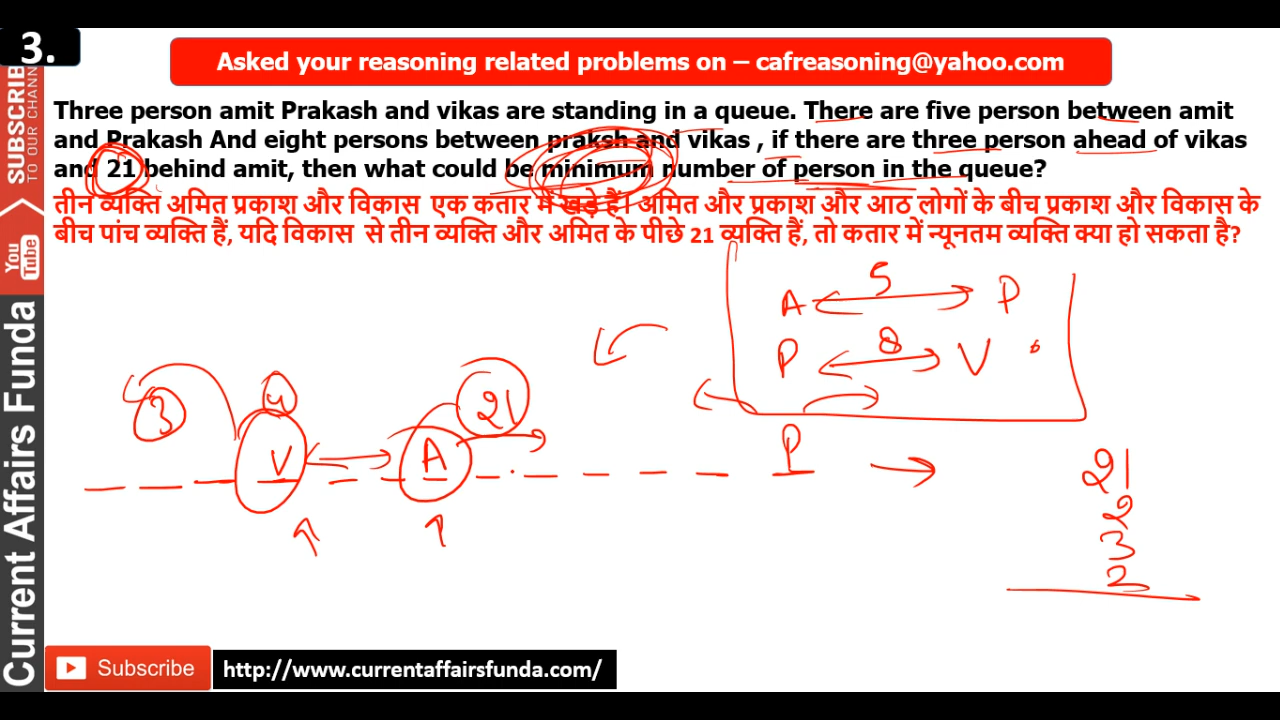 3.
Asked your reasoning related problems on – cafreasoning@yahoo.com
Three person amit Prakash and vikas are standing in a queue. There are five person between amit
and Prakash And eight persons between praksh and vikas , if there are three person ahead of vikas
and 21 behind amit, then what could be minimum number of person in the queue?
तीन व्यक्ति अमित प्रकाश और विकास एक कतार में खड़े हैं। अमित और प्रकाश और आठ लोगों के बीच प्रकाश और विकास के
बीच पांच व्यक्ति हैं, यदि विकास से तीन व्यक्ति और अमित के पीछे 21 व्यक्ति हैं, तो कतार में न्यूनतम व्यक्ति क्या हो सकता है?
A 5 P
P 8 V
3 4 21
V A P
21
2
3
2
SUBSCRIBE
TO OUR CHANN
You Tube
Current Affairs Funda
Subscribe
http://www.currentaffairsfunda.com/